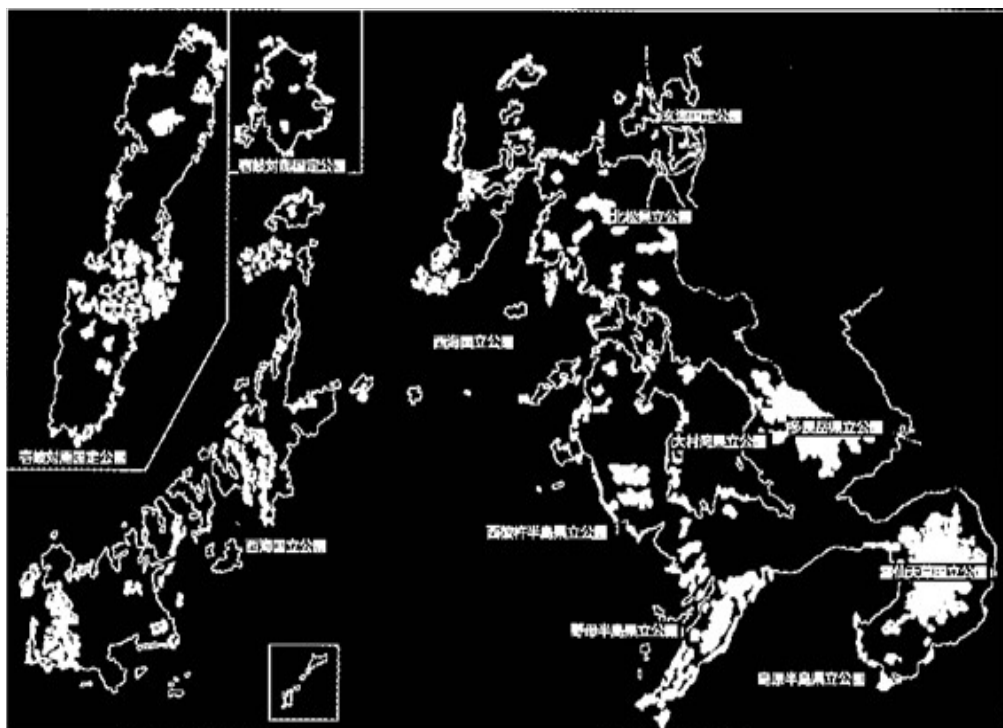 玄海国定公園
壱岐対馬国定公園
北松県立公園
西海国立公園
多良岳県立公園
大村湾県立公園
壱岐対馬国定公園
西彼杵半島県立公園
西海国立公園
雲仙天草国立公園
野母半島県立公園
島原半島県立公園